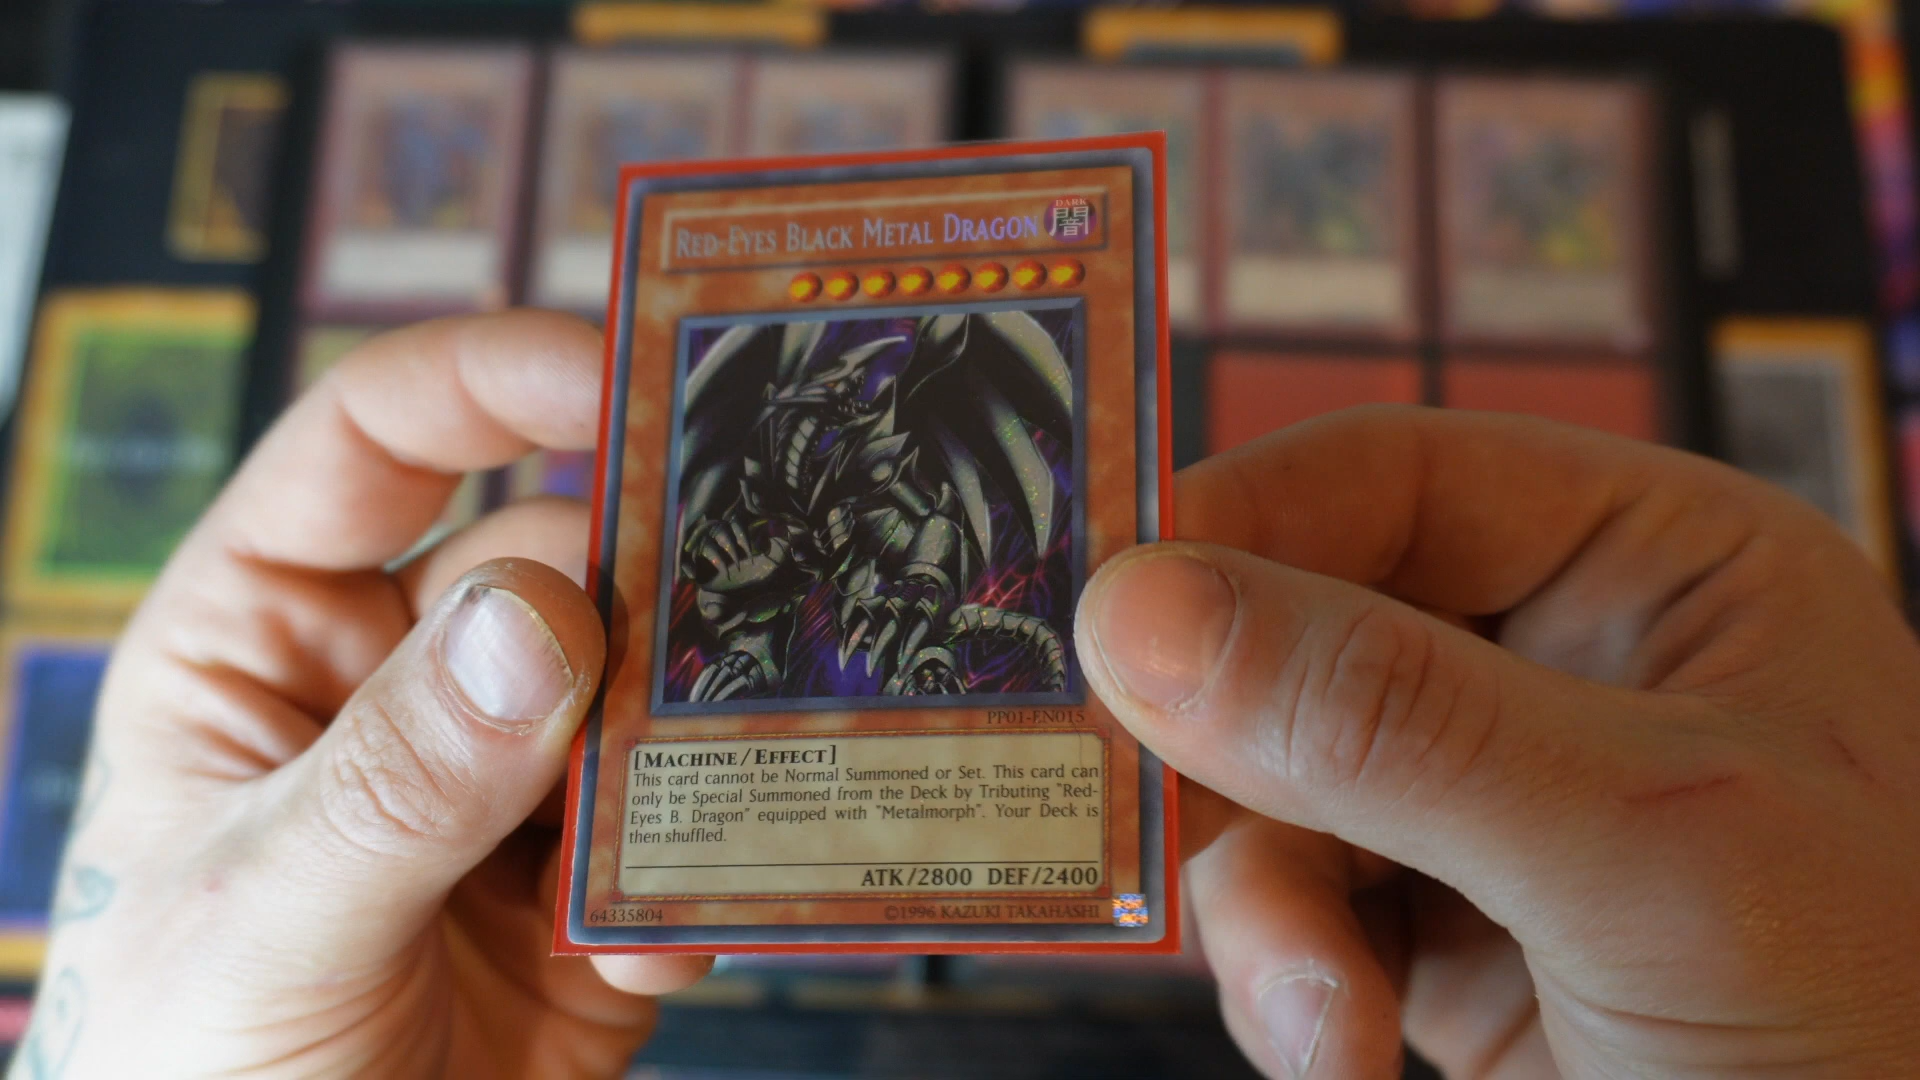 RED-EYES BLACK METAL DRAGON
DARK
闇
PP01-EN015
[MACHINE/EFFECT]
This card cannot be Normal Summoned or Set. This card can
only be Special Summoned from the Deck by Tributing "Red-
Eyes B. Dragon" equipped with "Metalmorph". Your Deck is
then shuffled.
ATK/2800 DEF/2400
64335804
©1996 KAZUKI TAKAHASHI